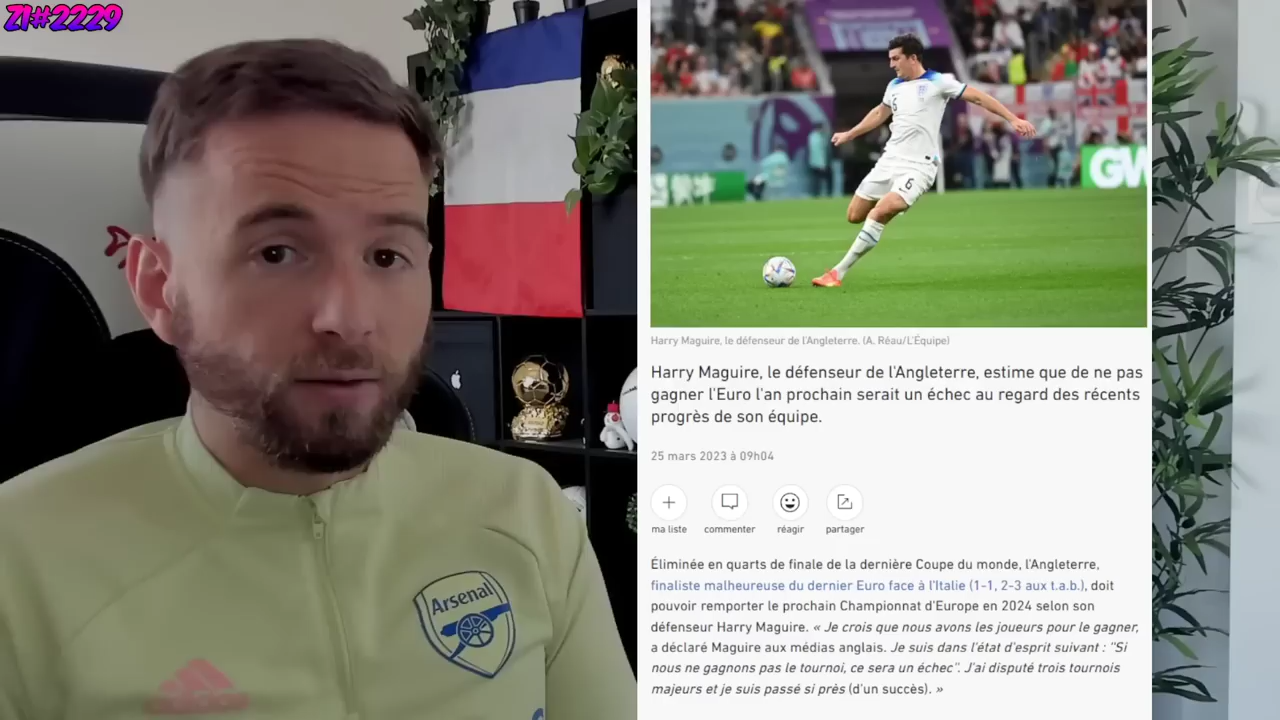 ZI#2229
GW
6
6
Arsenal
Harry Maguire, le défenseur de l'Angleterre. (A. Réau/L'Équipe)
Harry Maguire, le défenseur de l'Angleterre, estime que de ne pas
gagner l'Euro l'an prochain serait un échec au regard des récents
progrès de son équipe.
25 mars 2023 à 09h04
ma liste
commenter
réagir
partager
Éliminée en quarts de finale de la dernière Coupe du monde, l'Angleterre,
finaliste malheureuse du dernier Euro face à l'Italie (1-1, 2-3 aux t.a.b.), doit
pouvoir remporter le prochain Championnat d'Europe en 2024 selon son
défenseur Harry Maguire. « Je crois que nous avons les joueurs pour le gagner,
a déclaré Maguire aux médias anglais. Je suis dans l'état d'esprit suivant : "Si
nous ne gagnons pas le tournoi, ce sera un échec". J'ai disputé trois tournois
majeurs et je suis passé si près (d'un succès). »